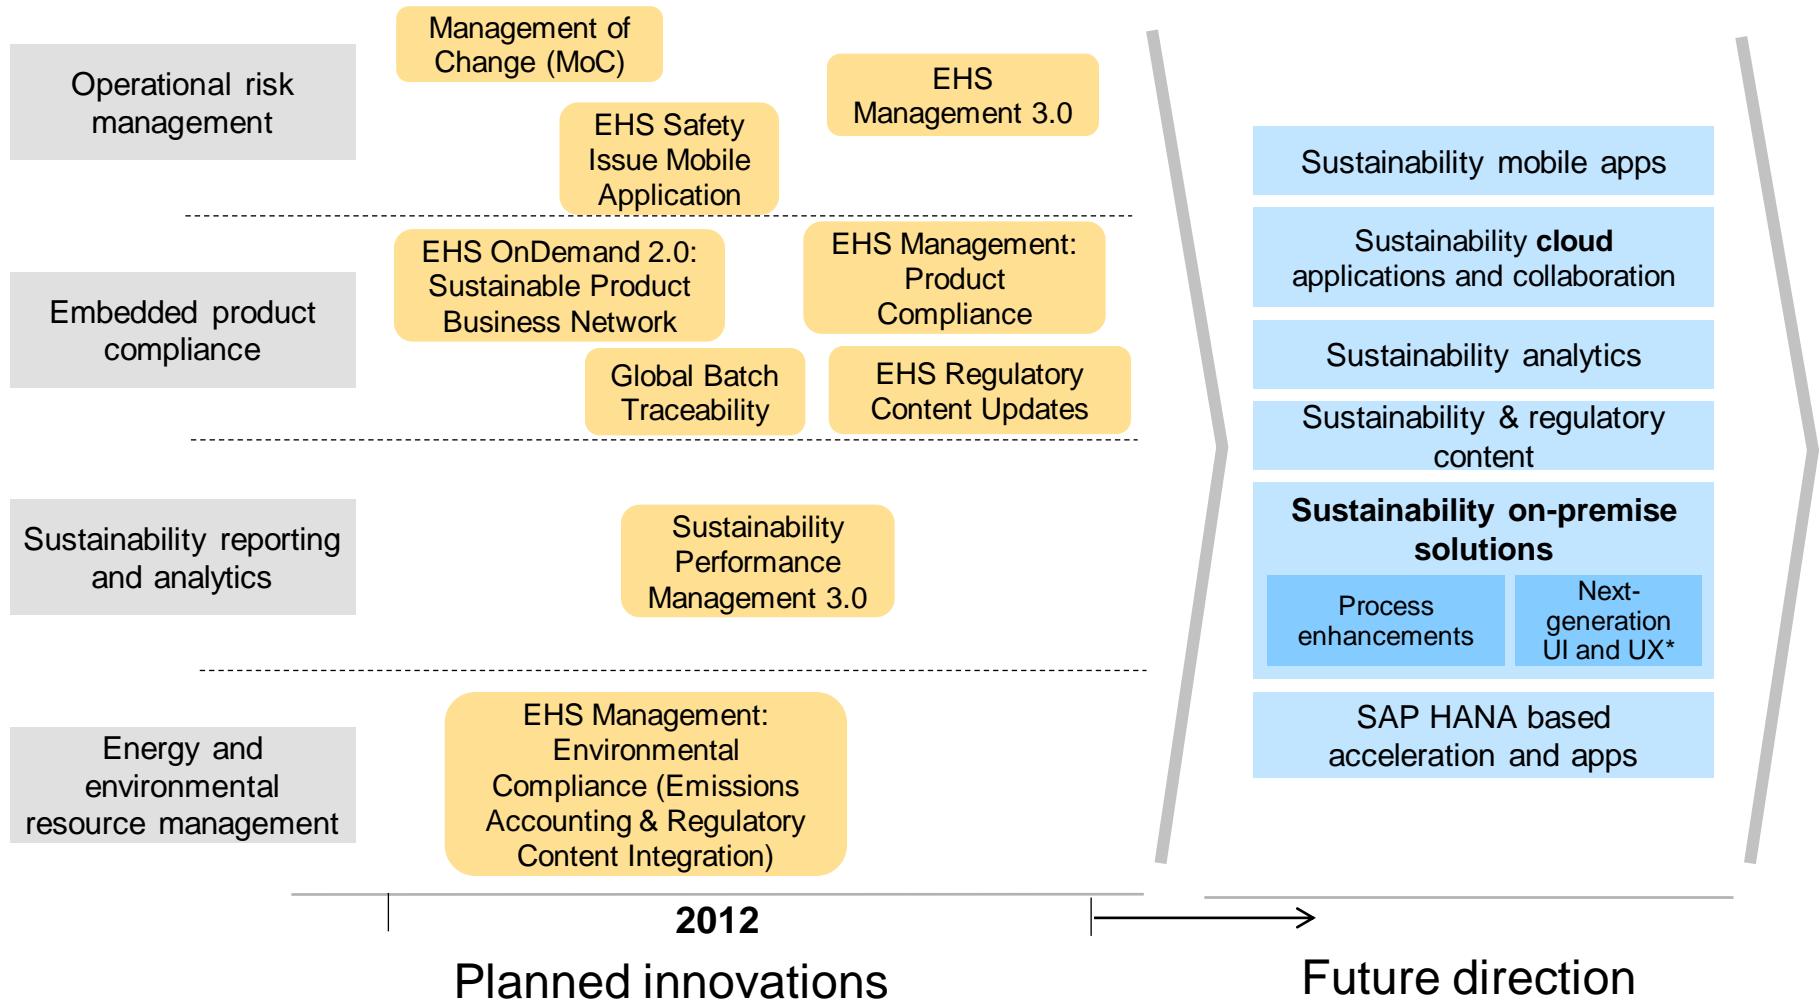 Operational risk
management
Management of
Change (MoC)
EHS Safety
Issue Mobile
Application
EHS
Management 3.0
Embedded product
compliance
EHS OnDemand 2.0:
Sustainable Product
Business Network
EHS Management:
Product
Compliance
Global Batch
Traceability
EHS Regulatory
Content Updates
Sustainability reporting
and analytics
Sustainability
Performance
Management 3.0
Energy and
environmental
resource management
EHS Management:
Environmental
Compliance (Emissions
Accounting & Regulatory
Content Integration)
2012
Planned innovations
Sustainability mobile apps
Sustainability cloud
applications and collaboration
Sustainability analytics
Sustainability & regulatory
content
Sustainability on-premise
solutions
Process
enhancements
Next-
generation
UI and UX*
SAP HANA based
acceleration and apps
Future direction